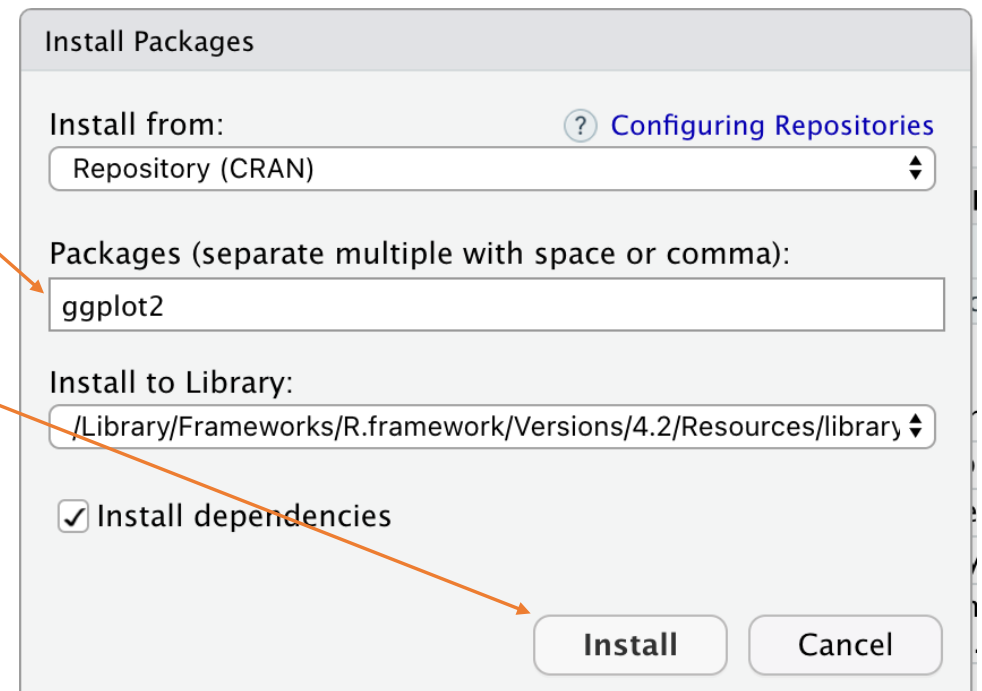 Install Packages
Install from:
? Configuring Repositories
Repository (CRAN)
Packages (separate multiple with space or comma):
ggplot2
Install to Library:
/Library/Frameworks/R.framework/Versions/4.2/Resources/library
Install dependencies
Install
Cancel